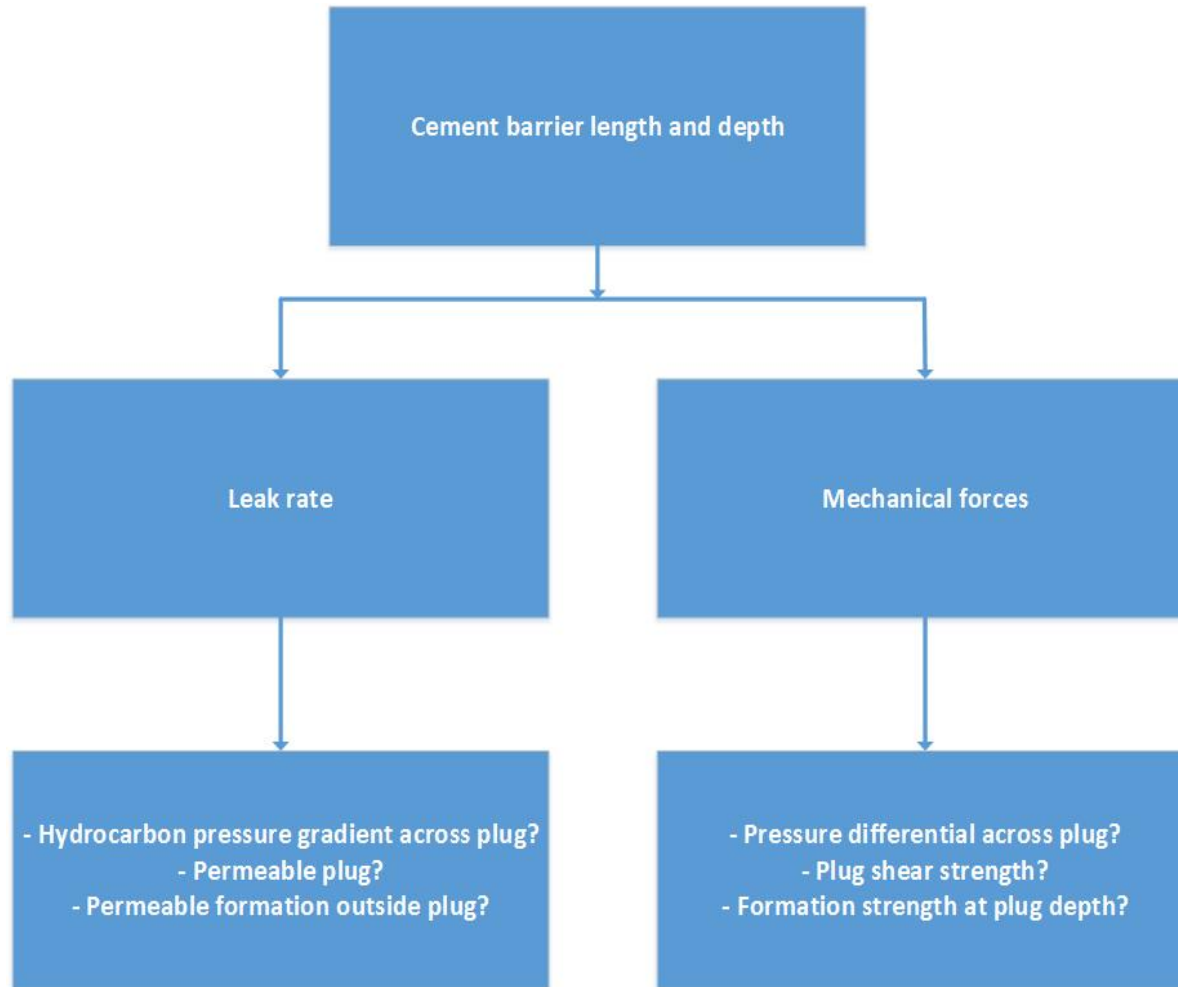 Cement barrier length and depth
Leak rate
Mechanical forces
- Hydrocarbon pressure gradient across plug?
- Permeable plug?
- Permeable formation outside plug?
- Pressure differential across plug?
- Plug shear strength?
- Formation strength at plug depth?